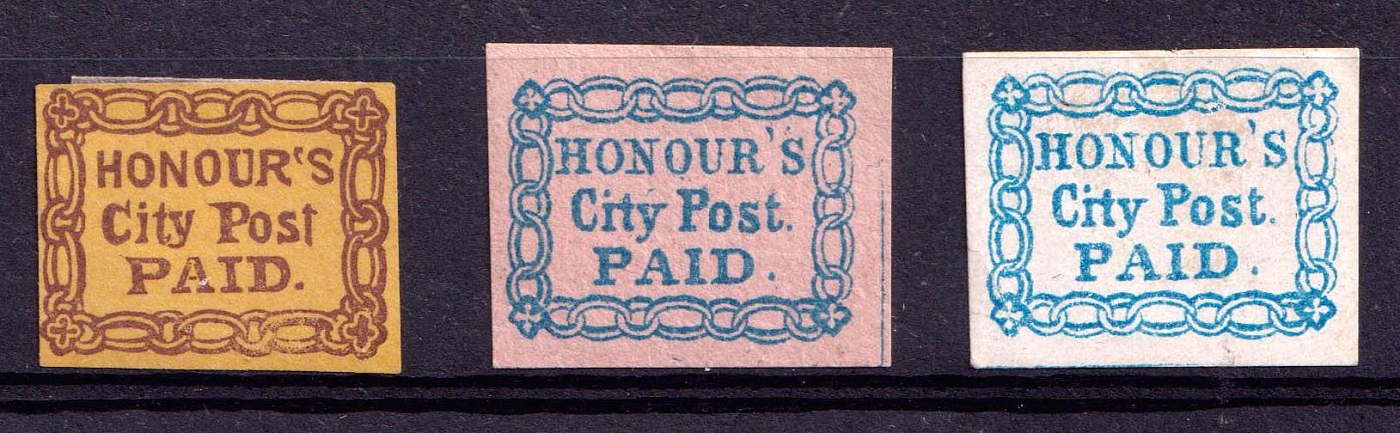 HONOUR'S
City Post
PAID.
HONOUR'S
City Post.
PAID.
HONOUR'S
City Post.
PAID.